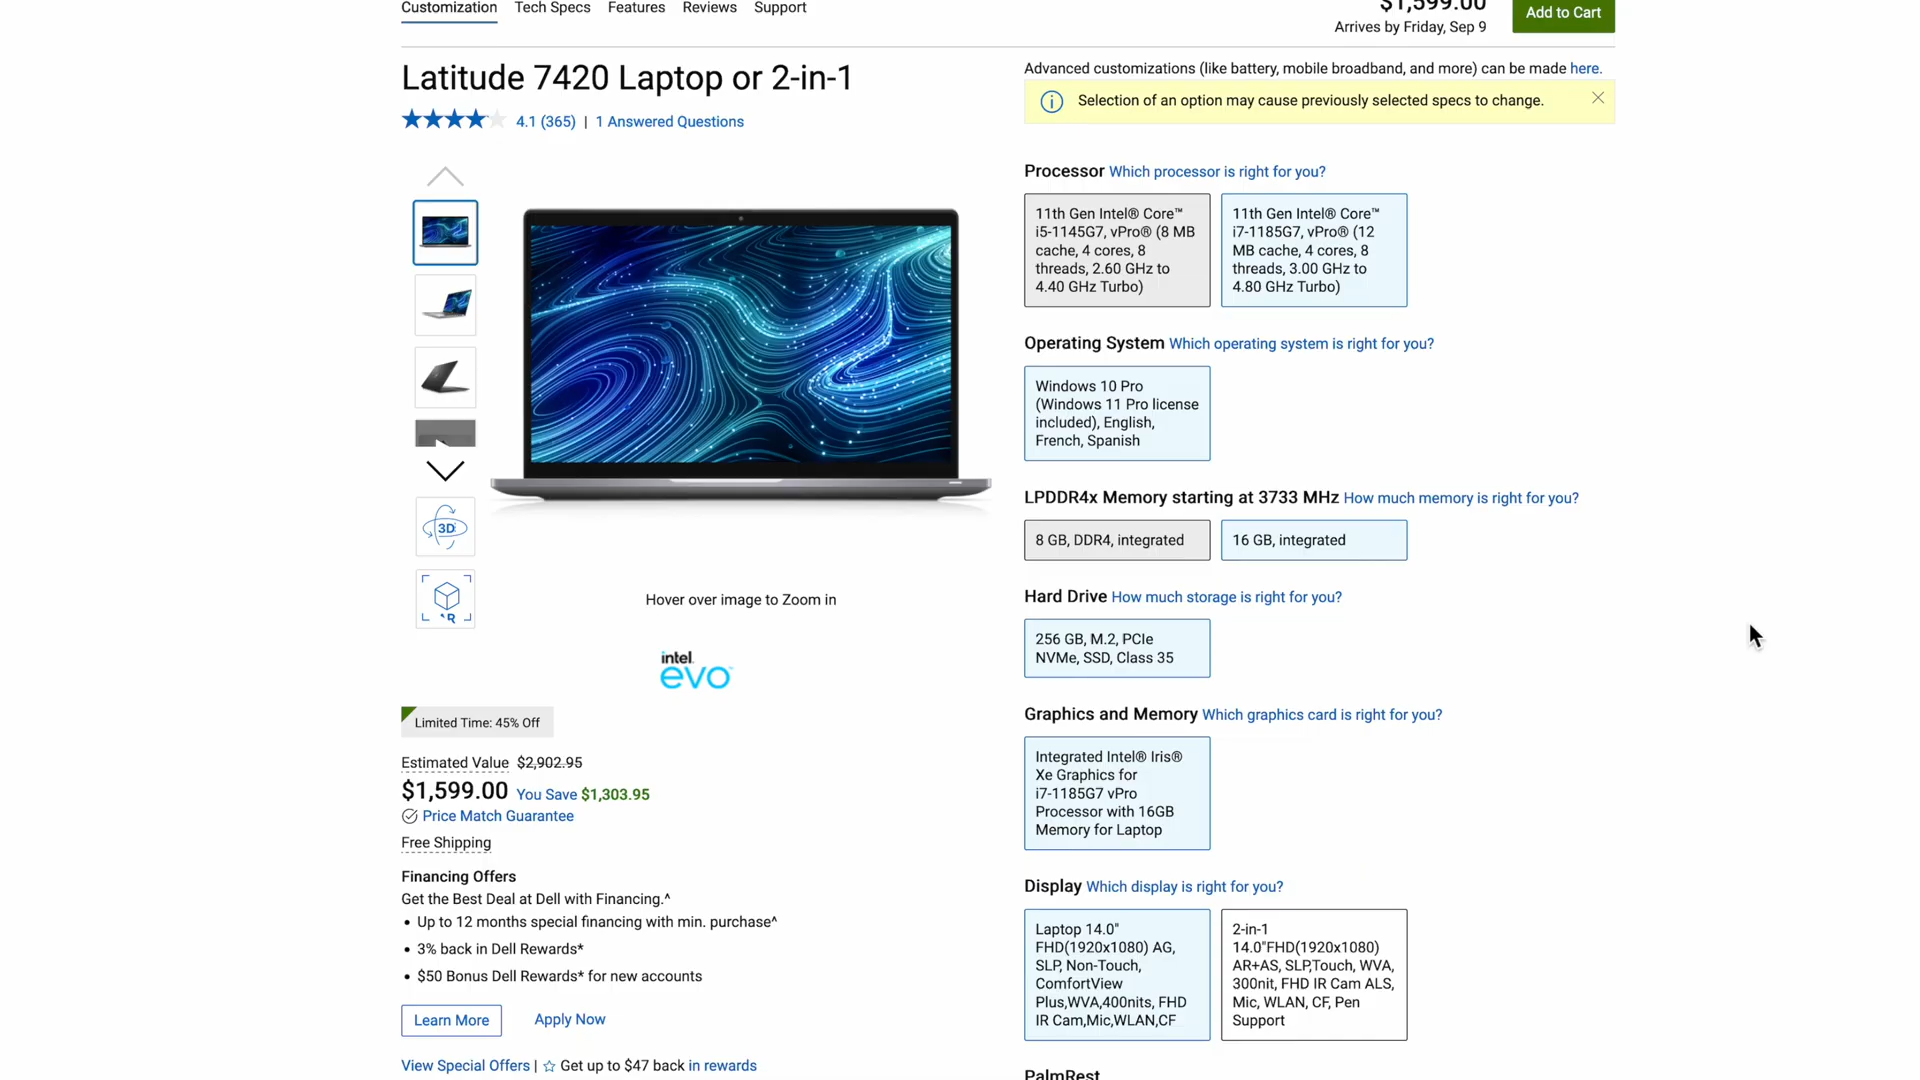 Customization Tech Specs Features Reviews Support
$1,599.00
Arrives by Friday, Sep 9
Add to Cart
Latitude 7420 Laptop or 2-in-1
4.1 (365) | 1 Answered Questions
Hover over image to Zoom in
3D
R
intel
evo
Limited Time: 45% Off
Estimated Value $2,902.95
$1,599.00 You Save $1,303.95
Price Match Guarantee
Free Shipping
Financing Offers
Get the Best Deal at Dell with Financing.^
• Up to 12 months special financing with min. purchase^
• 3% back in Dell Rewards*
• $50 Bonus Dell Rewards* for new accounts
Learn More Apply Now
View Special Offers | ☆ Get up to $47 back in rewards
Advanced customizations (like battery, mobile broadband, and more) can be made here.
Selection of an option may cause previously selected specs to change.
Processor Which processor is right for you?
11th Gen Intel® Core™
i5-1145G7, vPro® (8 MB
cache, 4 cores, 8
threads, 2.60 GHz to
4.40 GHz Turbo)
11th Gen Intel® Core™
i7-1185G7, vPro® (12
MB cache, 4 cores, 8
threads, 3.00 GHz to
4.80 GHz Turbo)
Operating System Which operating system is right for you?
Windows 10 Pro
(Windows 11 Pro license
included), English,
French, Spanish
LPDDR4x Memory starting at 3733 MHz How much memory is right for you?
8 GB, DDR4, integrated
16 GB, integrated
Hard Drive How much storage is right for you?
256 GB, M.2, PCIe
NVMe, SSD, Class 35
Graphics and Memory Which graphics card is right for you?
Integrated Intel® Iris®
Xe Graphics for
i7-1185G7 vPro
Processor with 16GB
Memory for Laptop
Display Which display is right for you?
Laptop 14.0"
FHD(1920x1080) AG,
SLP, Non-Touch,
ComfortView
Plus,WVA,400nits, FHD
IR Cam,Mic,WLAN,CF
2-in-1
14.0"FHD(1920x1080)
AR+AS, SLP,Touch, WVA,
300nit, FHD IR Cam ALS,
Mic, WLAN, CF, Pen
Support
PalmRest